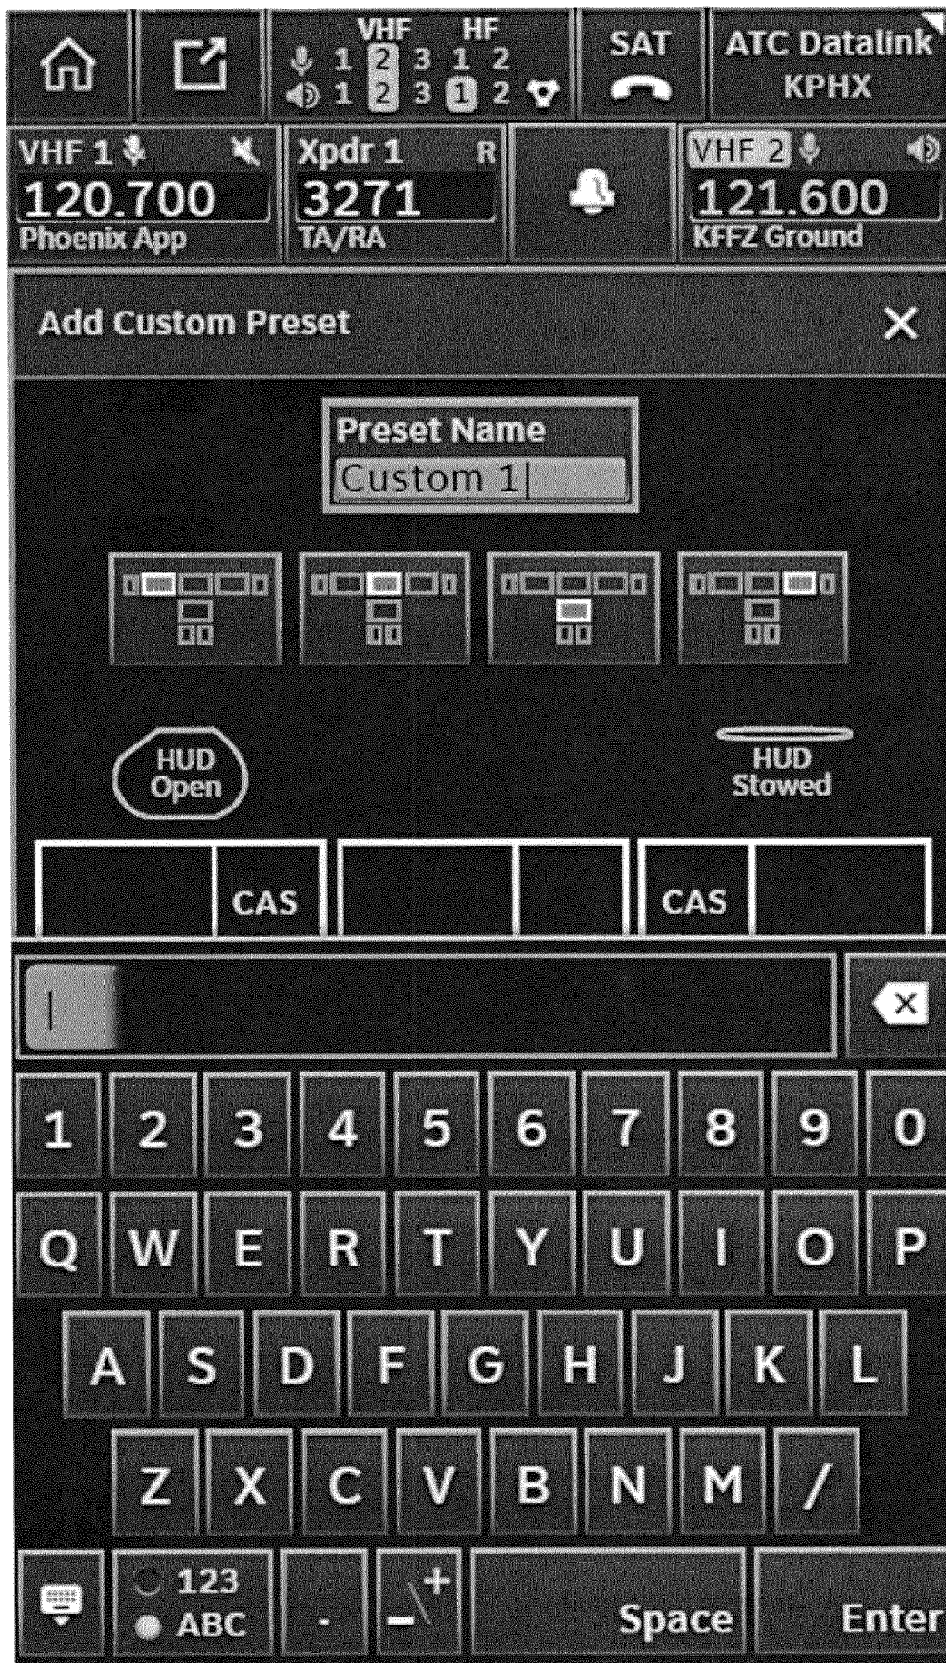 VHF HF
1 2 3 1 2
1 2 3 1 2
SAT
ATC Datalink
KPHX
VHF 1
120.700
Phoenix App
Xpdr 1 R
3271
TA/RA
VHF 2
121.600
KFFZ Ground
Add Custom Preset
Preset Name
Custom 1
HUD
Open
HUD
Stowed
CAS
CAS
1 2 3 4 5 6 7 8 9 0
Q W E R T Y U I O P
A S D F G H J K L
Z X C V B N M /
123
ABC
.
-\+
Space
Enter